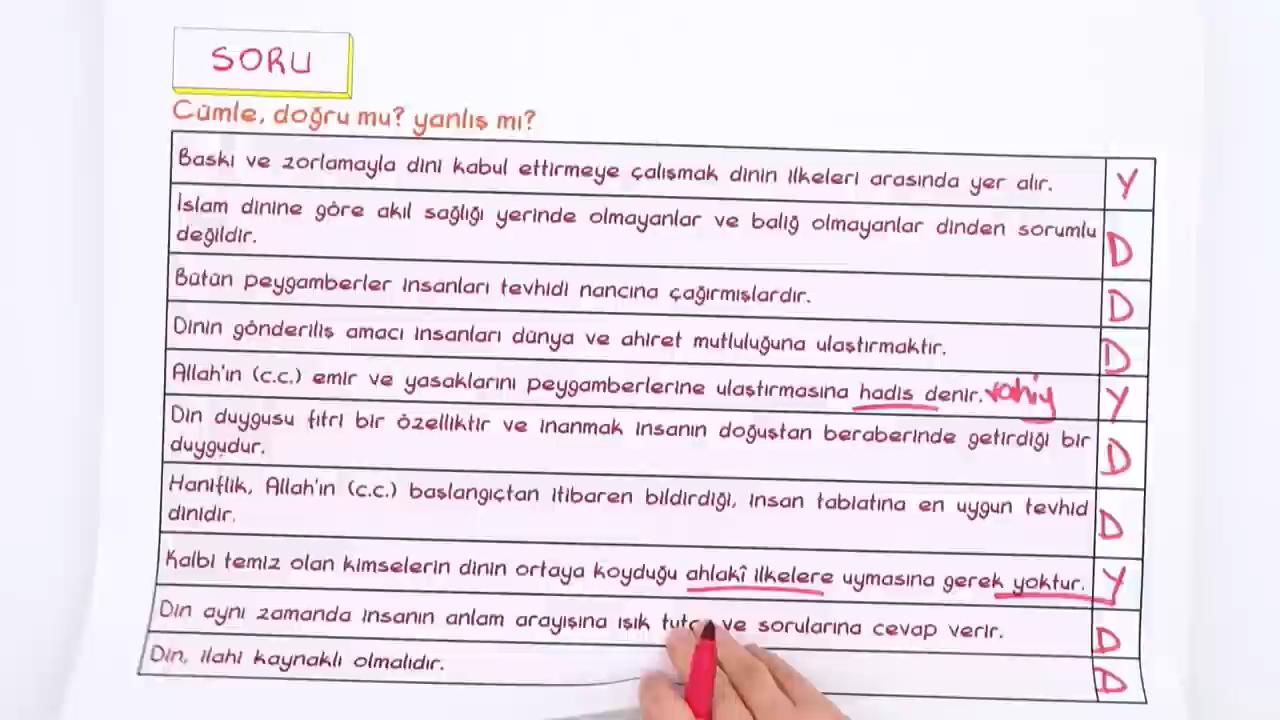 SORU
Cümle, doğru mu? yanlış mı?
Baskı ve zorlamayla dini kabul ettirmeye çalışmak dinin ilkeleri arasında yer alır. Y
İslam dinine göre akıl sağlığı yerinde olmayanlar ve baliğ olmayanlar dinden sorumlu
değildir. D
Bütün peygamberler insanları tevhidi nancına çağırmışlardır. D
Dinin gönderiliş amacı insanları dünya ve ahiret mutluluğuna ulaştırmaktır. D
Allah'ın (c.c.) emir ve yasaklarını peygamberlerine ulaştırmasına hadis denir. vahiy Y
Din duygusu fıtri bir özelliktir ve inanmak insanın doğuştan beraberinde getirdiği bir
duygudur. D
Haniflik, Allah'ın (c.c.) başlangıçtan itibaren bildirdiği, insan tabiatına en uygun tevhid
dinidir. D
Kalbi temiz olan kimselerin dinin ortaya koyduğu ahlakî ilkelere uymasına gerek yoktur. Y
Din aynı zamanda insanın anlam arayışına ışık ve sorularına cevap verir. D
Din, ilahi kaynaklı olmalıdır. D